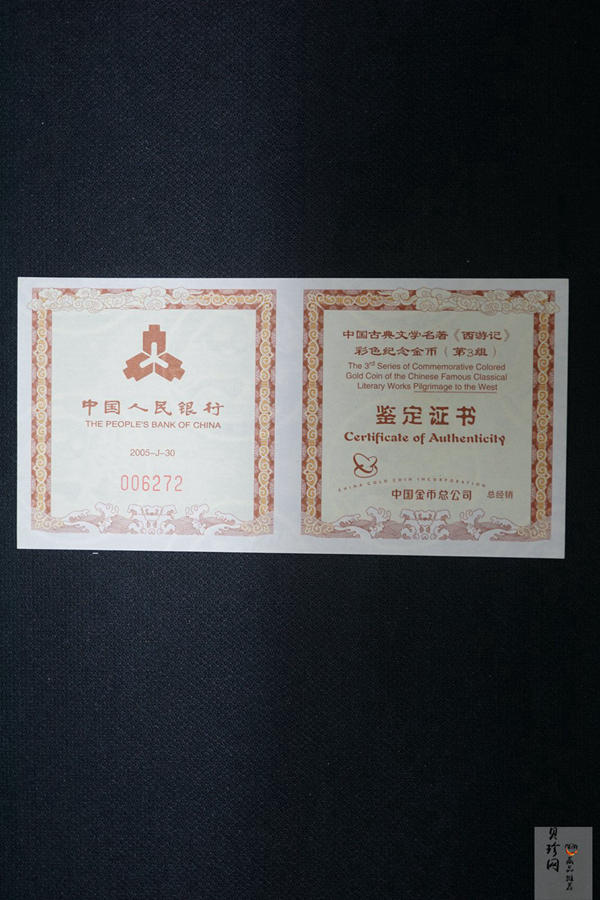 中国人民银行
THE PEOPLE'S BANK OF CHINA
2005-J-30
006272
中国古典文学名著《西游记》
彩色纪念金币（第3组）
The 3rd Series of Commemorative Colored
Gold Coin of the Chinese Famous Classical
Literary Works Pilgrimage to the West
鉴定证书
Certificate of Authenticity
CHINA GOLD COIN INCORPORATION
中国金币总公司 总经销
贝珍网
藏品推荐